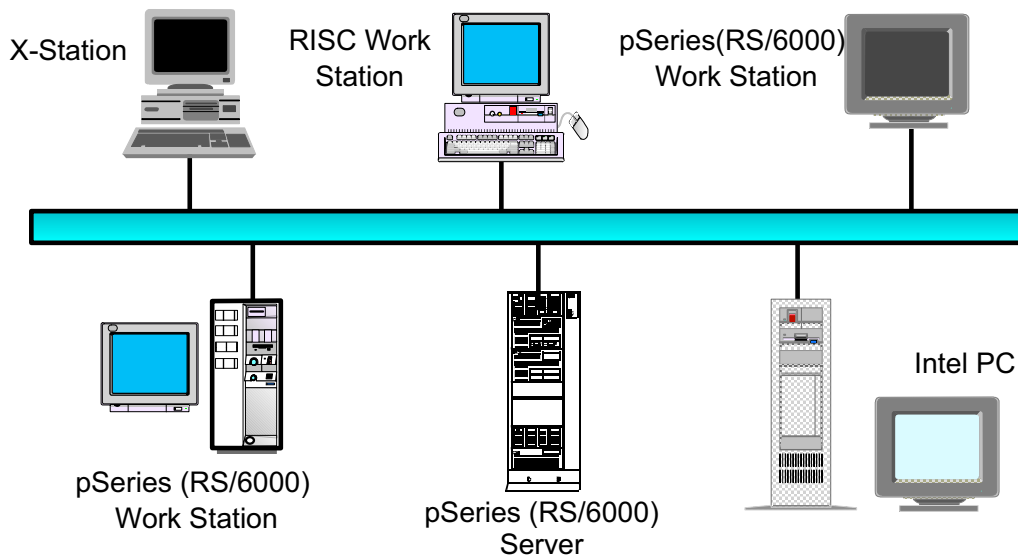 X-Station
RISC Work
Station
pSeries(RS/6000)
Work Station
pSeries (RS/6000)
Work Station
pSeries (RS/6000)
Server
Intel PC